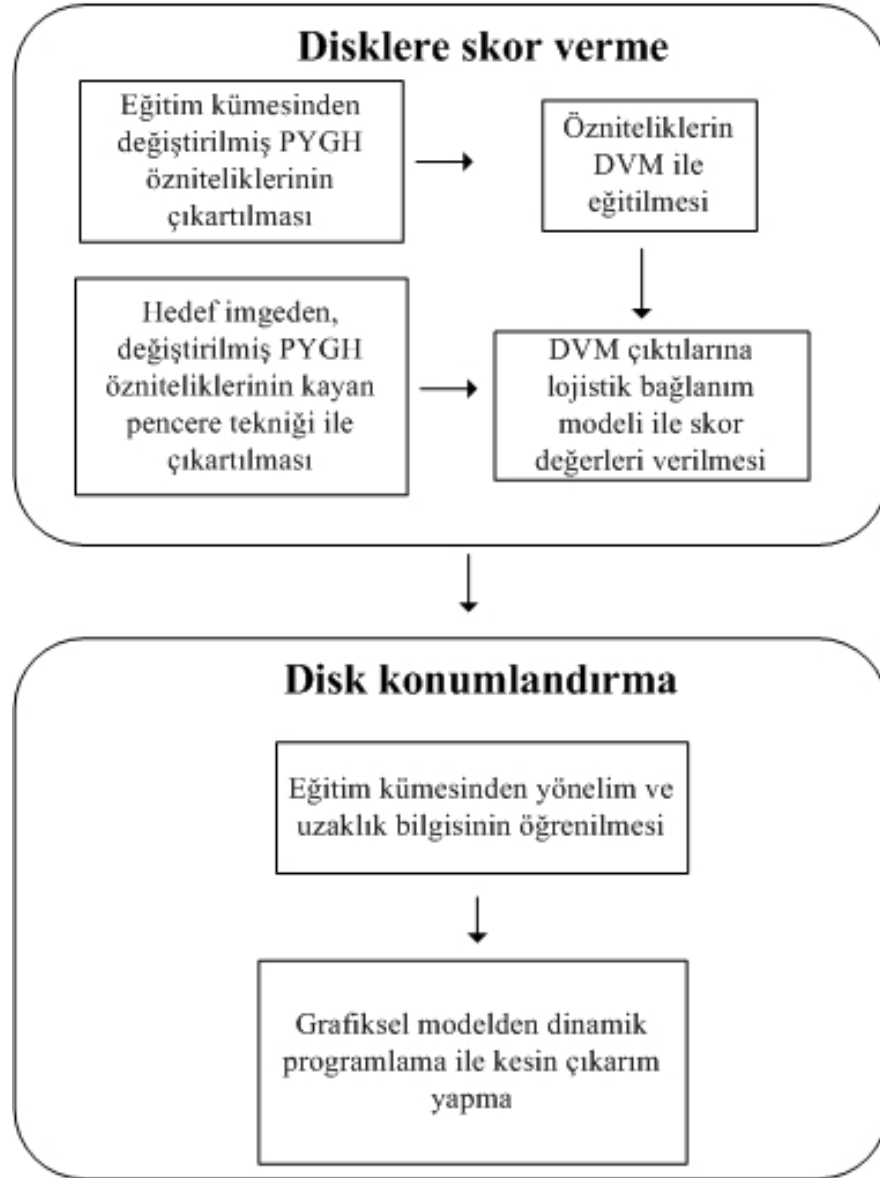 Disklere skor verme
Eğitim kümesinden
değiştirilmiş PYGH
özniteliklerinin
çıkartılması
Özniteliklerin
DVM ile
eğitilmesi
Hedef imgeden,
değiştirilmiş PYGH
özniteliklerinin kayan
pencere tekniği ile
çıkartılması
DVM çıktılarına
lojistik bağlanım
modeli ile skor
değerleri verilmesi
Disk konumlandırma
Eğitim kümesinden yönelim ve
uzaklık bilgisinin öğrenilmesi
Grafiksel modelden dinamik
programlama ile kesin çıkarım
yapma